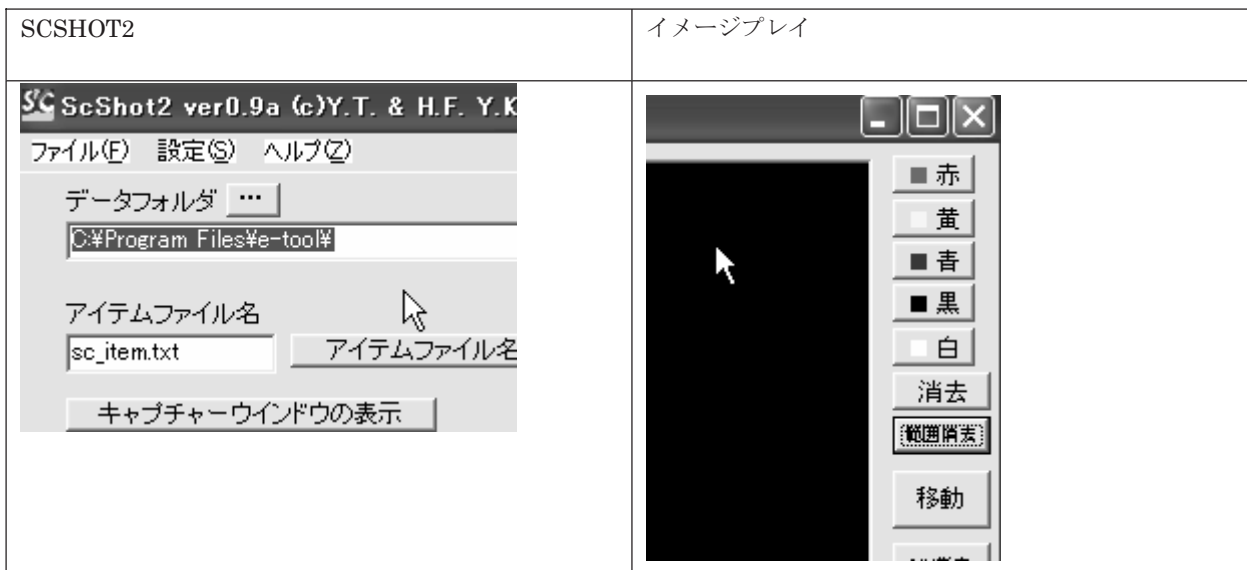 SCSHOT2
イメージプレイ
ScShot2 ver0.9a (c)Y.T. & H.F. Y.K
ファイル(F) 設定(S) ヘルプ(Z)
データフォルダ ...
C:¥Program Files¥e-tool¥
アイテムファイル名
sc_item.txt アイテムファイル名
キャプチャーウインドウの表示
赤
黄
青
黒
白
消去
範囲消去
移動